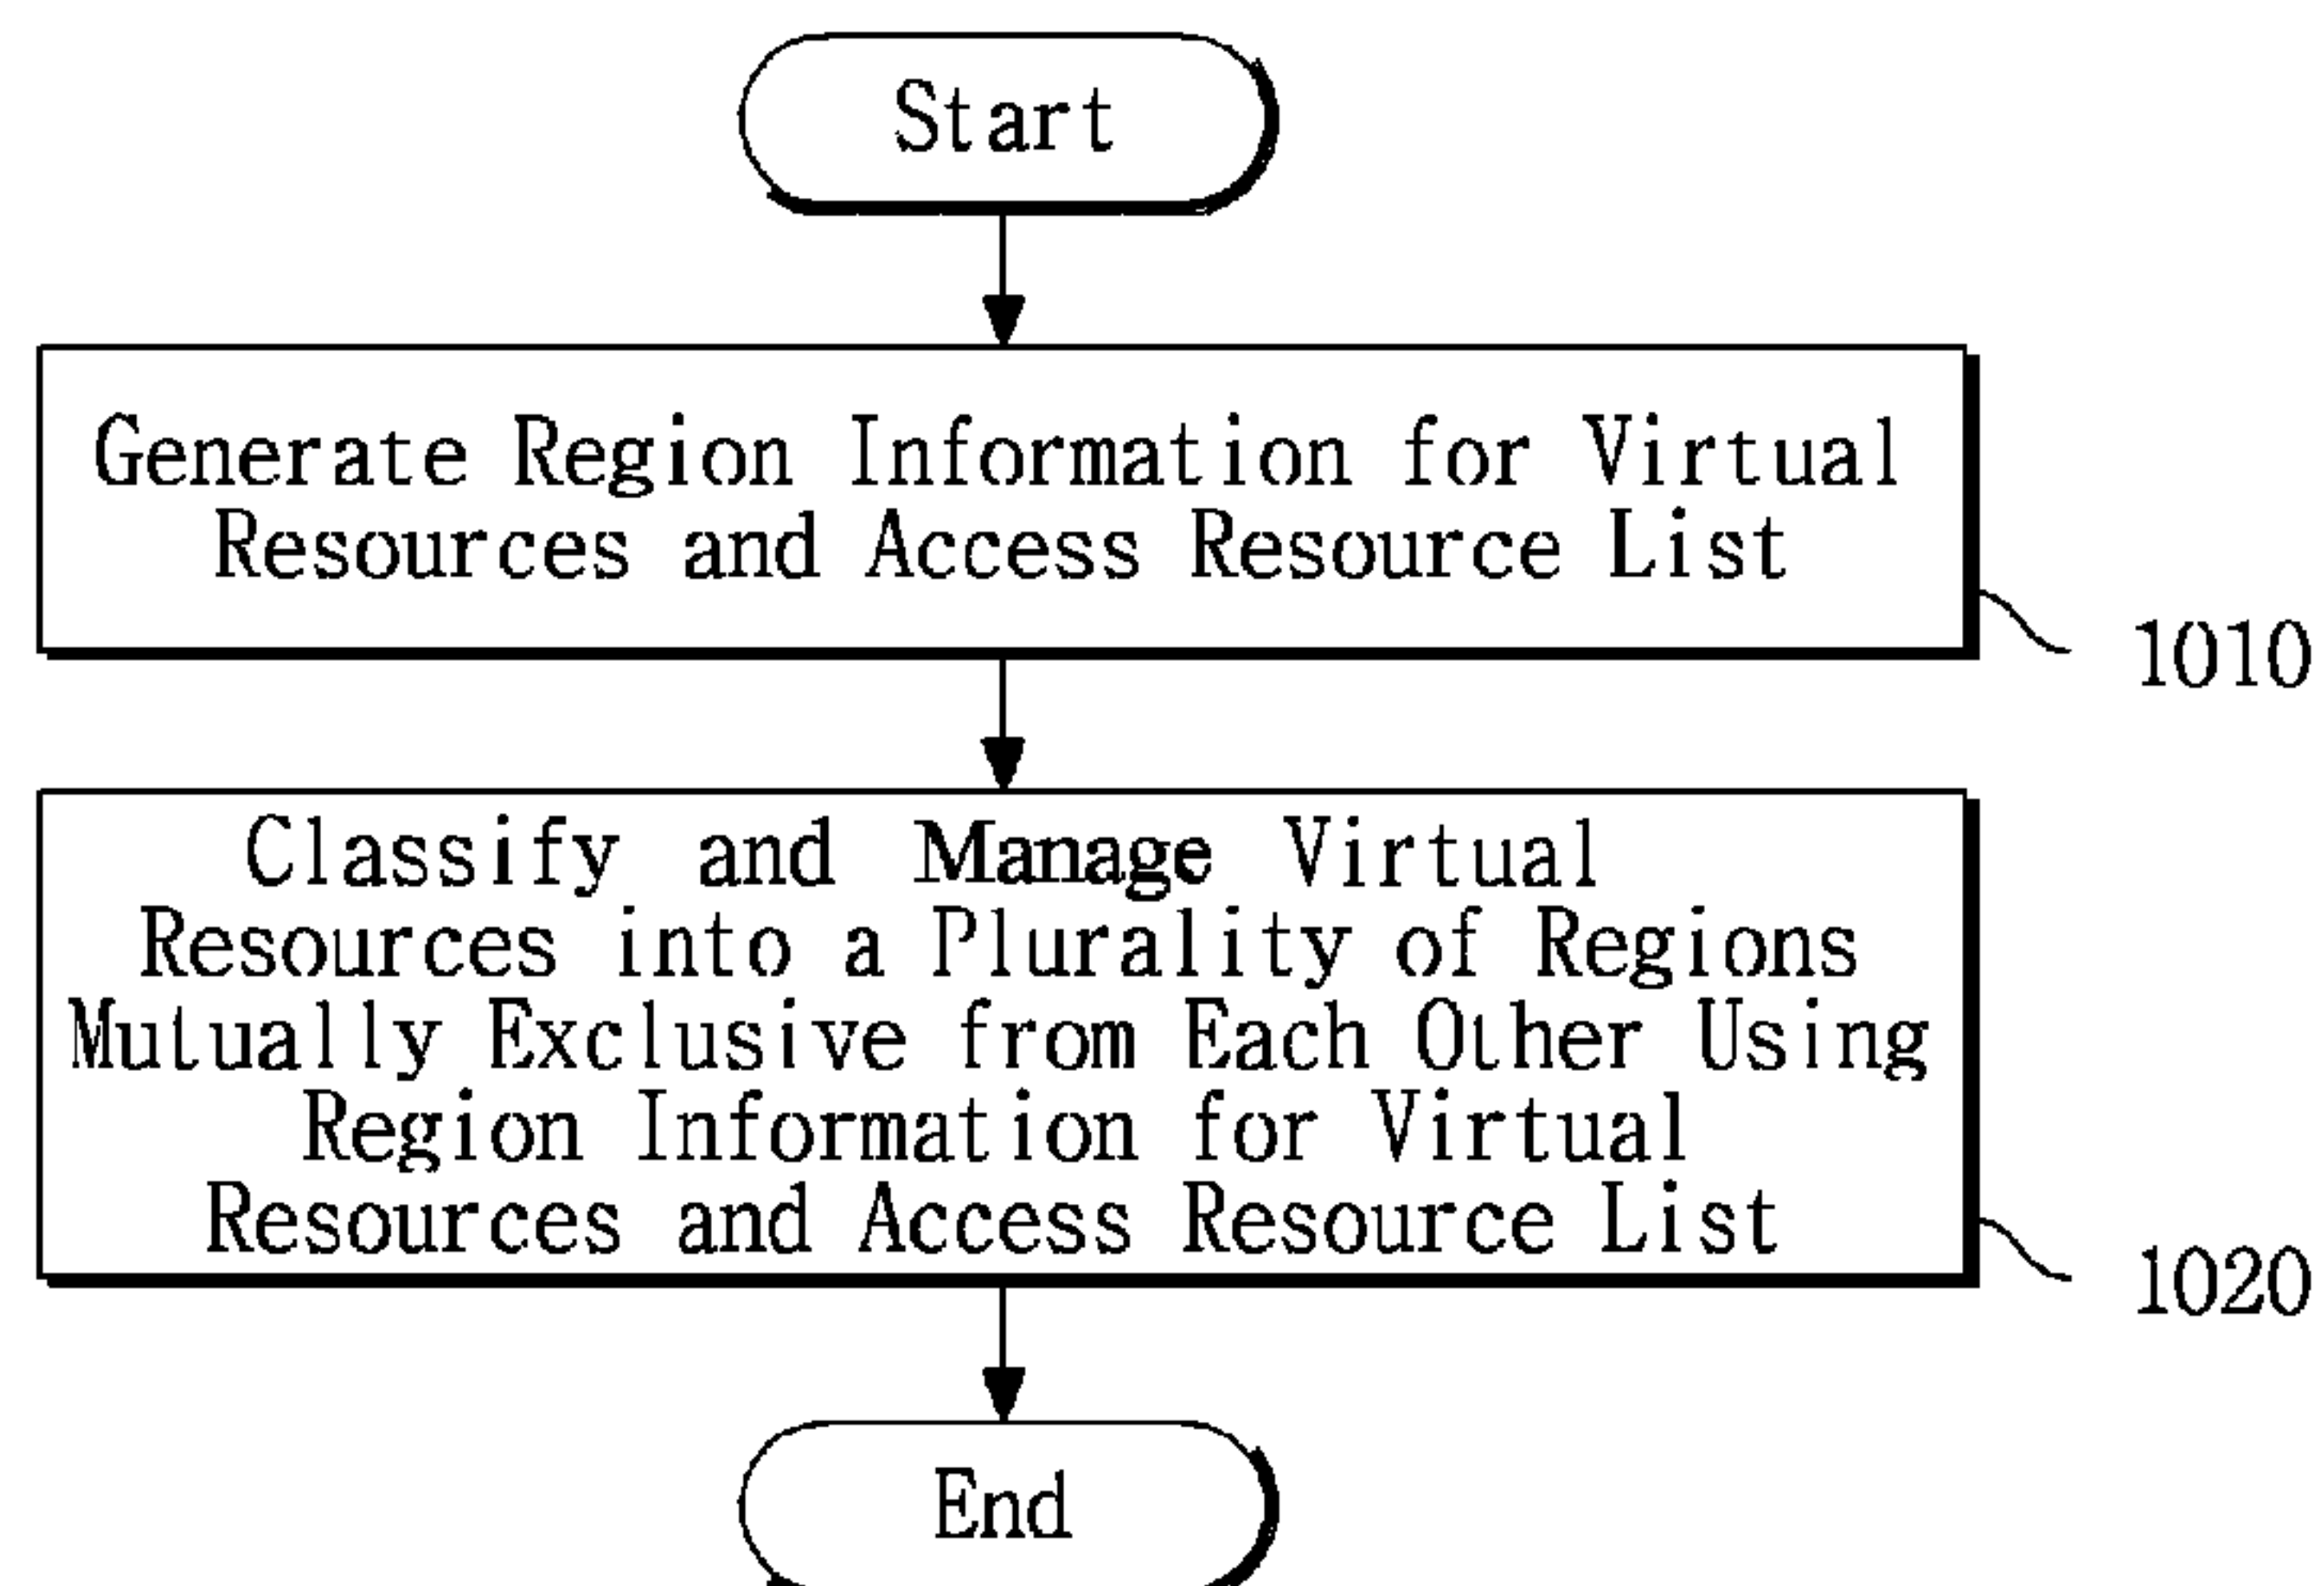 Start
Generate Region Information for Virtual
Resources and Access Resource List
1010
Classify and Manage Virtual
Resources into a Plurality of Regions
Mutually Exclusive from Each Other Using
Region Information for Virtual
Resources and Access Resource List
1020
End